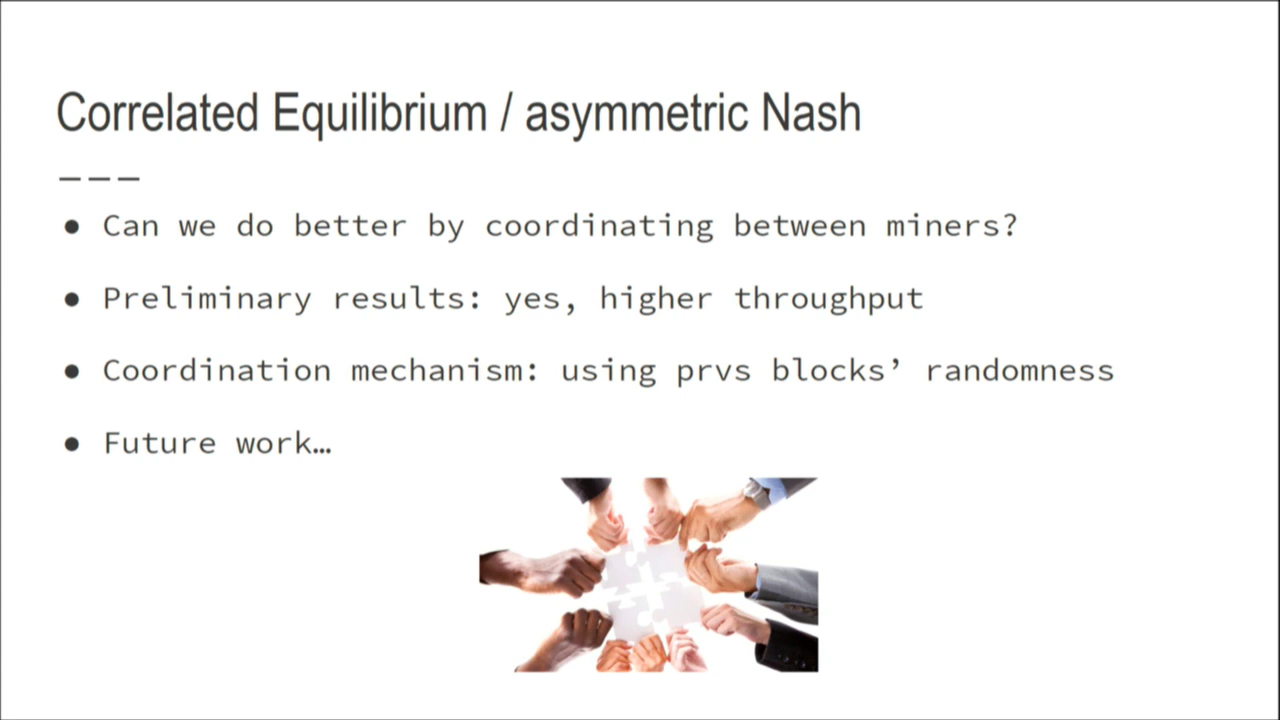 Correlated Equilibrium / asymmetric Nash
● Can we do better by coordinating between miners?
● Preliminary results: yes, higher throughput
● Coordination mechanism: using prvs blocks’ randomness
● Future work…